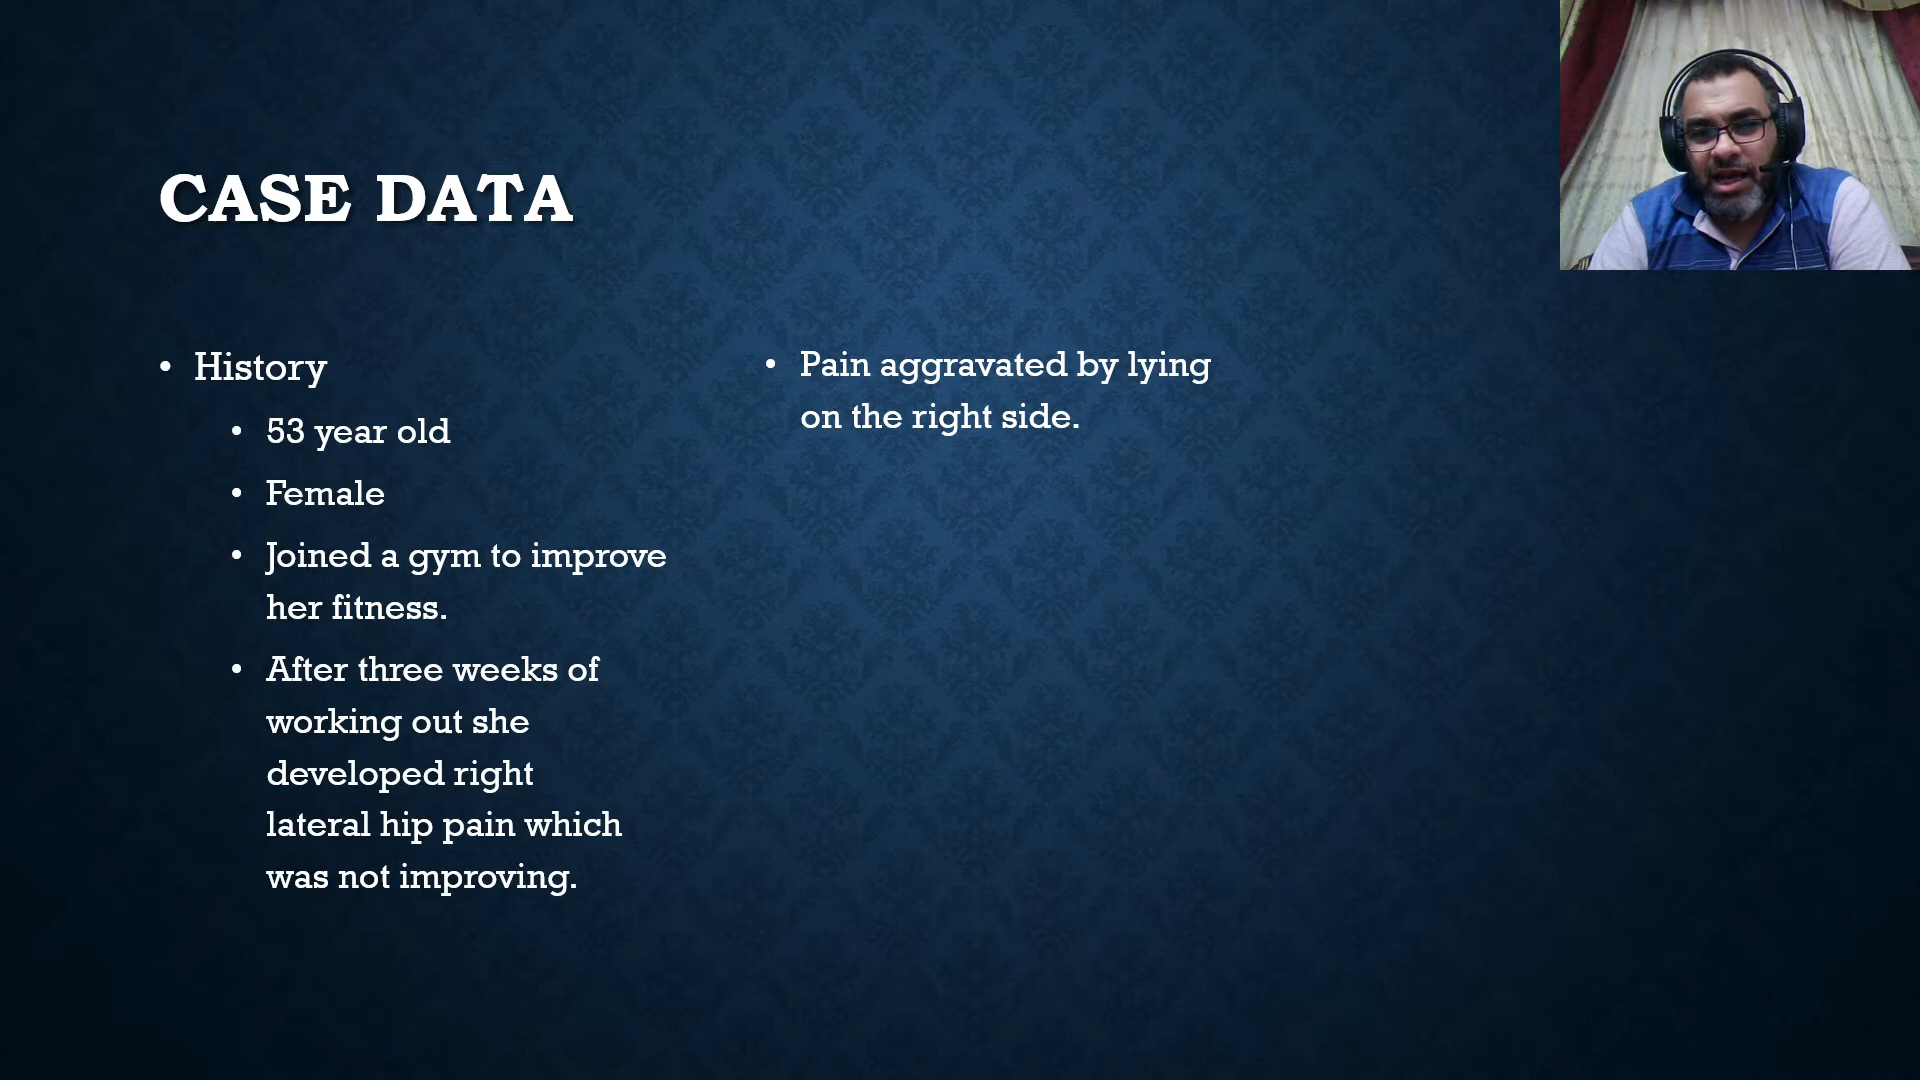 CASE DATA
• History
• 53 year old
• Female
• Joined a gym to improve
her fitness.
• After three weeks of
working out she
developed right
lateral hip pain which
was not improving.
• Pain aggravated by lying
on the right side.